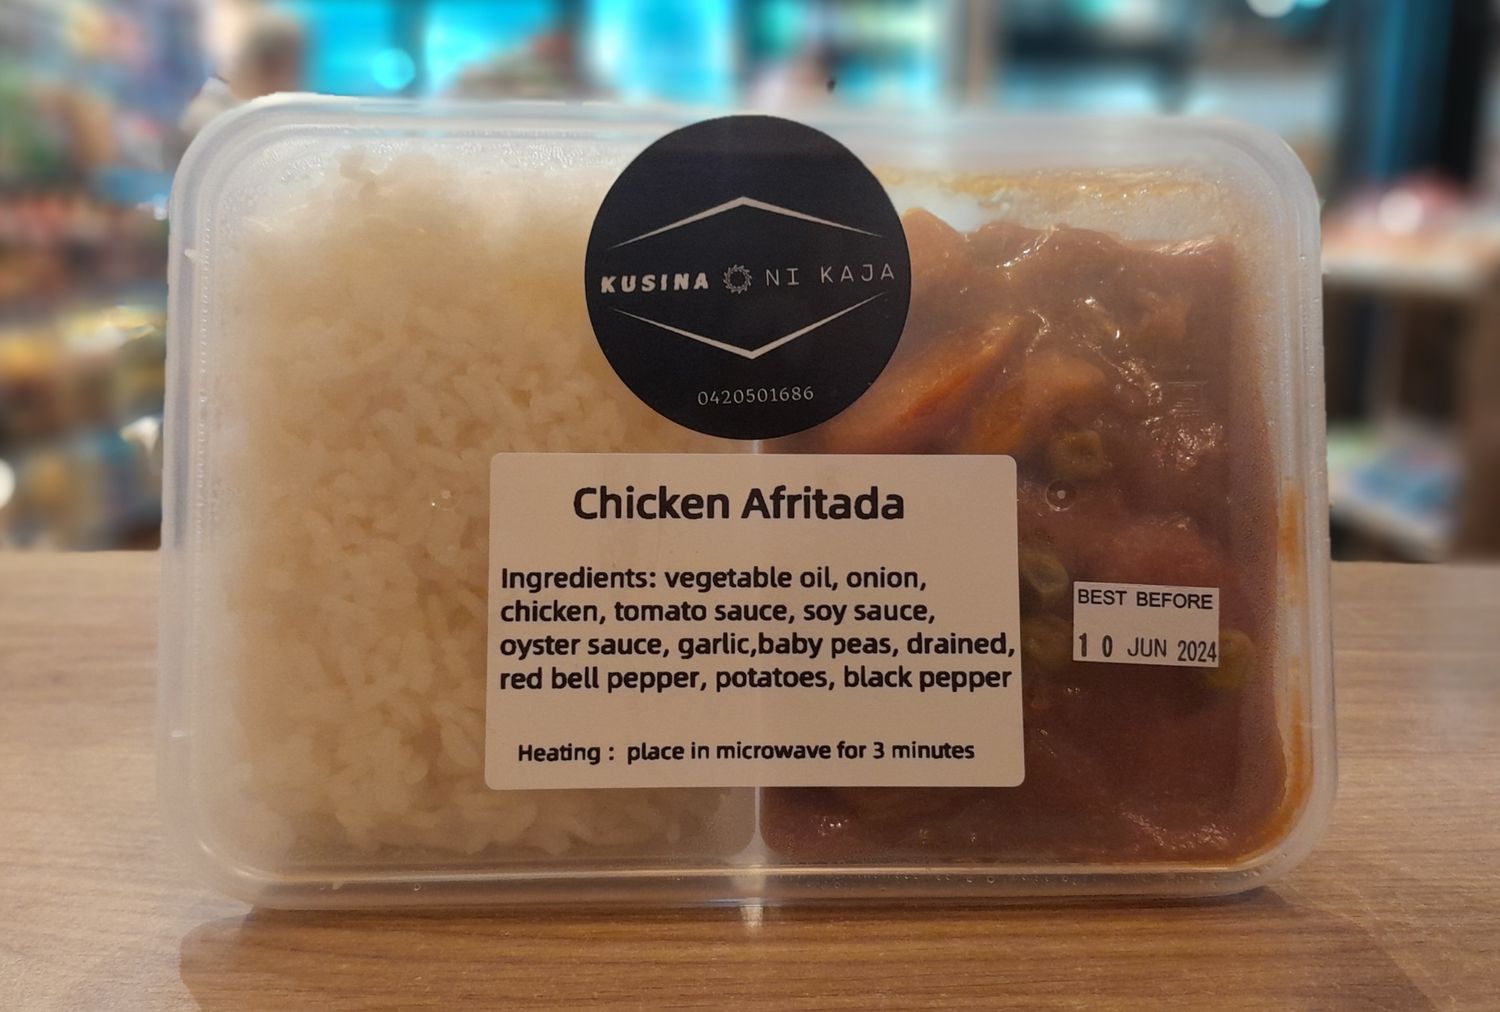 KUSINA NI KAJA
0420501686
Chicken Afritada
Ingredients: vegetable oil, onion,
chicken, tomato sauce, soy sauce,
oyster sauce, garlic,baby peas, drained,
red bell pepper, potatoes, black pepper
Heating : place in microwave for 3 minutes
BEST BEFORE
10 JUN 2024